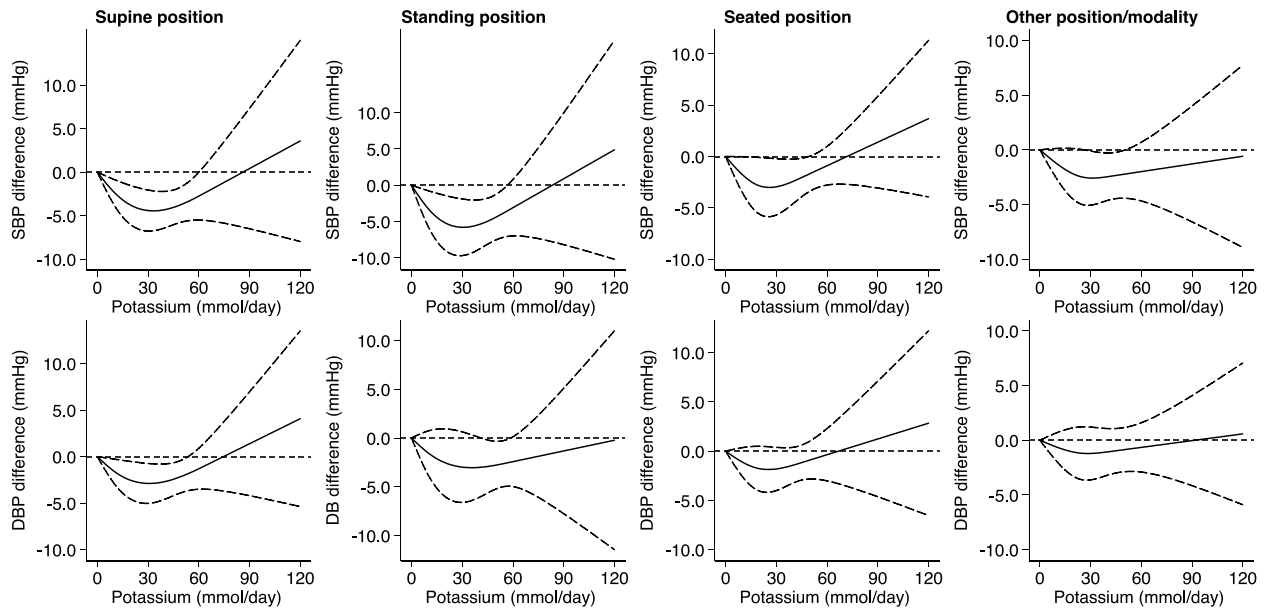 Supine position
Standing position
Seated position
Other position/modality
SBP difference (mmHg)
10.0
5.0
0.0
-5.0
-10.0
0 30 60 90 120
Potassium (mmol/day)
SBP difference (mmHg)
10.0
5.0
0.0
-5.0
-10.0
0 30 60 90 120
Potassium (mmol/day)
SBP difference (mmHg)
10.0
5.0
0.0
-5.0
-10.0
0 30 60 90 120
Potassium (mmol/day)
SBP difference (mmHg)
10.0
5.0
0.0
-5.0
-10.0
0 30 60 90 120
Potassium (mmol/day)
DBP difference (mmHg)
10.0
5.0
0.0
-5.0
-10.0
0 30 60 90 120
Potassium (mmol/day)
DB difference (mmHg)
10.0
5.0
0.0
-5.0
-10.0
0 30 60 90 120
Potassium (mmol/day)
DBP difference (mmHg)
10.0
5.0
0.0
-5.0
-10.0
0 30 60 90 120
Potassium (mmol/day)
DBP difference (mmHg)
10.0
5.0
0.0
-5.0
-10.0
0 30 60 90 120
Potassium (mmol/day)